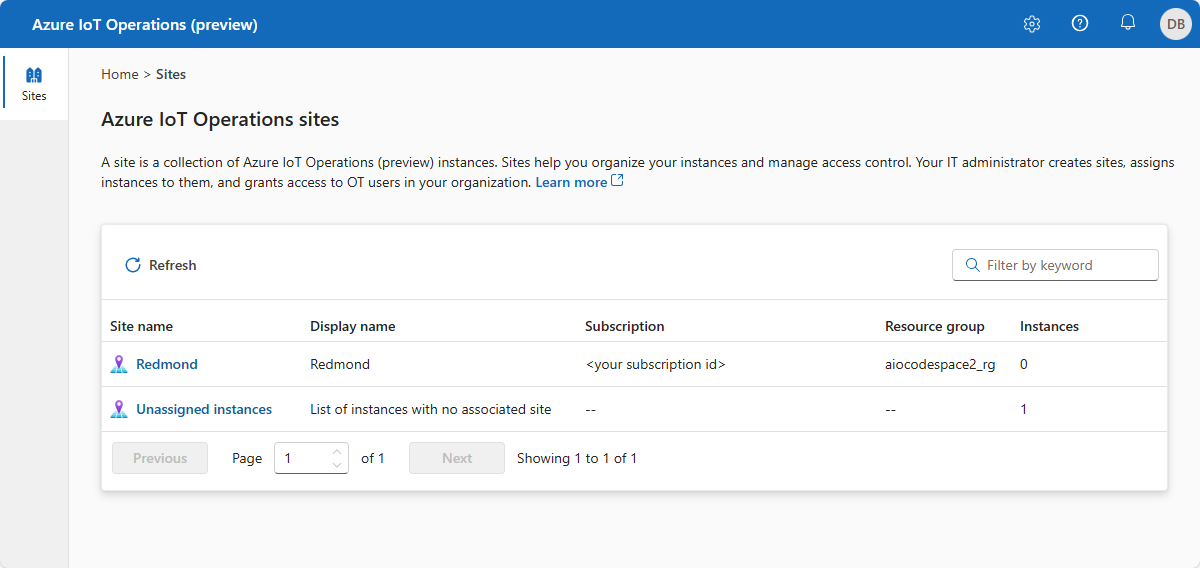 Azure IoT Operations (preview)
DB
Sites
Home > Sites
Azure IoT Operations sites
A site is a collection of Azure IoT Operations (preview) instances. Sites help you organize your instances and manage access control. Your IT administrator creates sites, assigns
instances to them, and grants access to OT users in your organization. Learn more
Refresh
Filter by keyword
Site name Display name Subscription Resource group Instances
Redmond Redmond <your subscription id> aiocodespace2_rg 0
Unassigned instances List of instances with no associated site -- -- 1
Previous Page 1 of 1 Next Showing 1 to 1 of 1